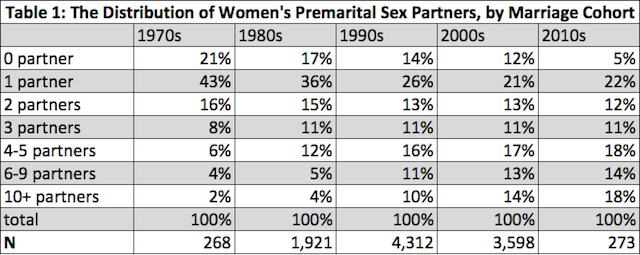 Table 1: The Distribution of Women's Premarital Sex Partners, by Marriage Cohort
1970s 1980s 1990s 2000s 2010s
0 partner 21% 17% 14% 12% 5%
1 partner 43% 36% 26% 21% 22%
2 partners 16% 15% 13% 13% 12%
3 partners 8% 11% 11% 11% 11%
4-5 partners 6% 12% 16% 17% 18%
6-9 partners 4% 5% 11% 13% 14%
10+ partners 2% 4% 10% 14% 18%
total 100% 100% 100% 100% 100%
N 268 1,921 4,312 3,598 273